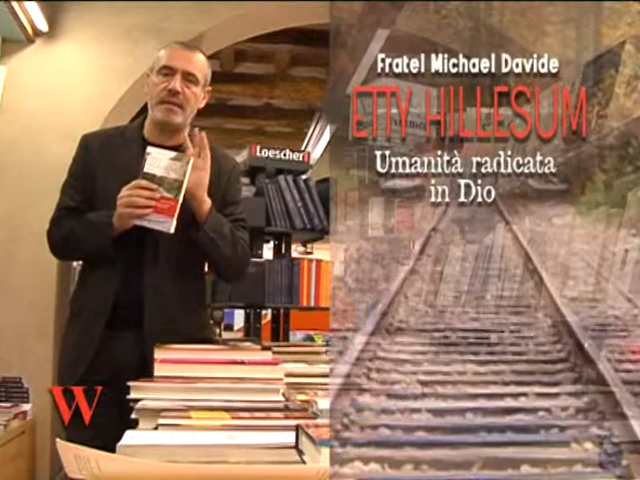 Fratel Michael Davide
ETTY HILLESUM
Umanità radicata
in Dio
Loescher
W